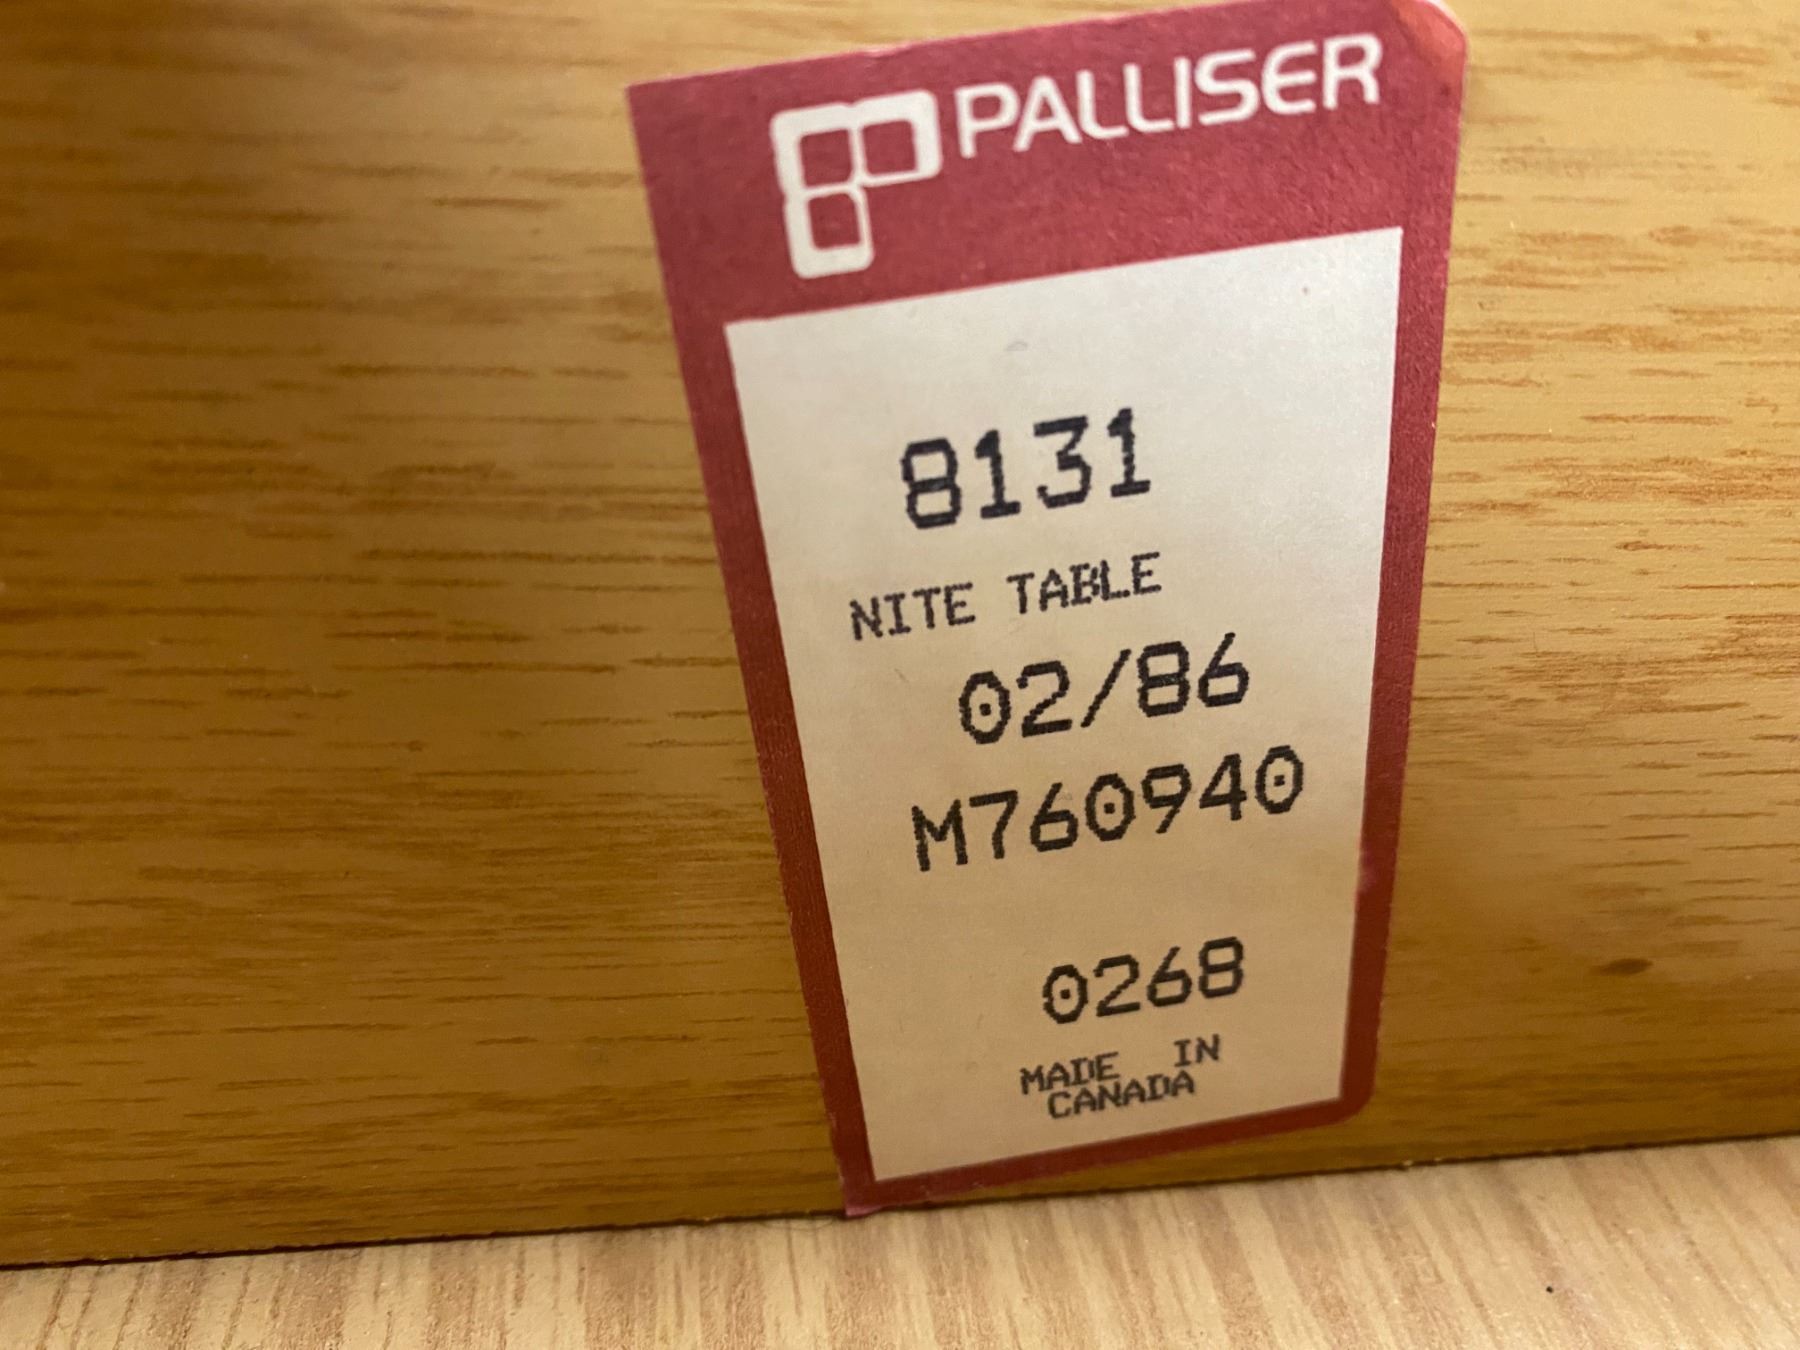 PALLISER
8131
NITE TABLE
02/86
M760940
0268
MADE IN
CANADA